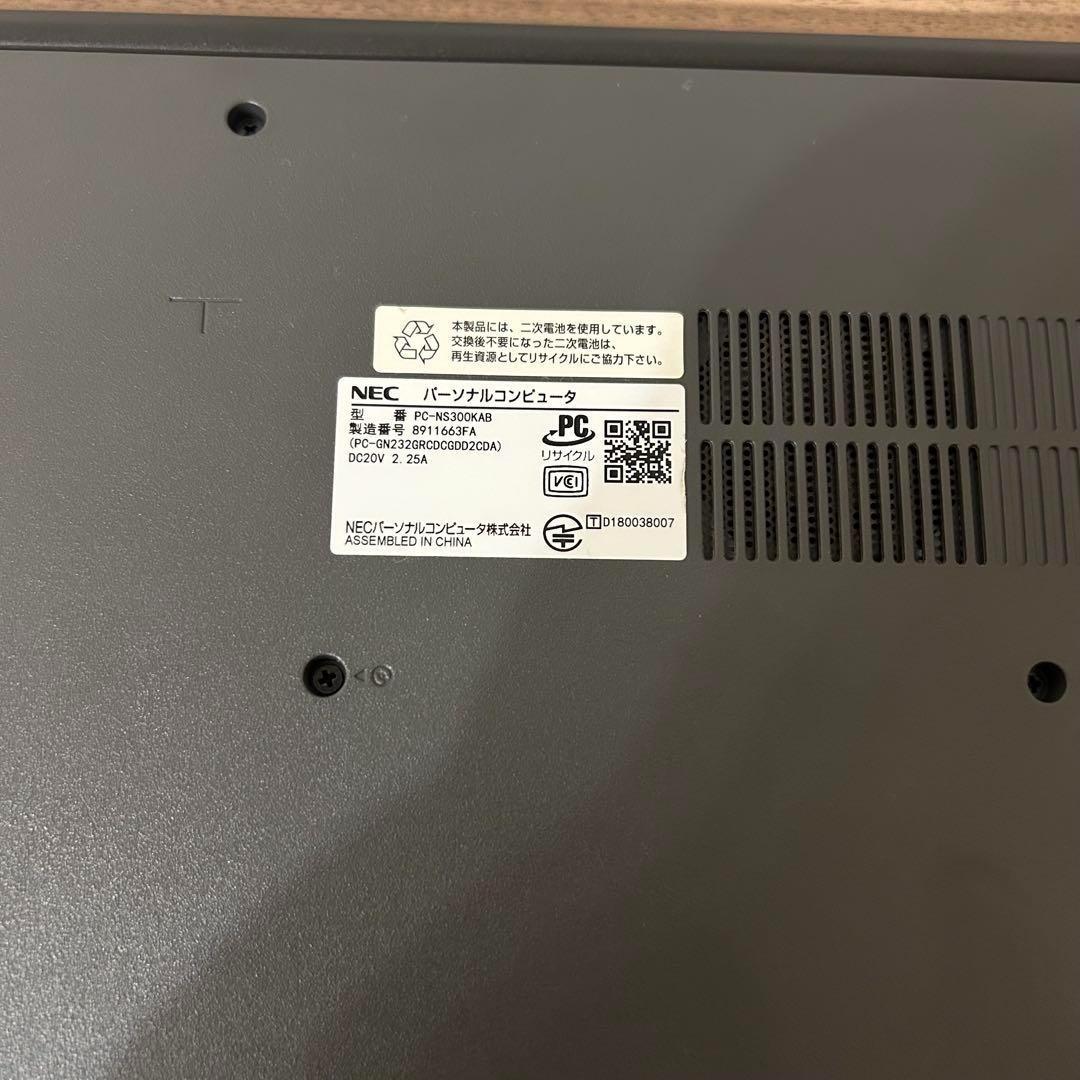 本製品には、二次電池を使用しています。
交換後不要になった二次電池は、
再生資源としてリサイクルにご協力下さい。
NEC パーソナルコンピュータ
型 番 PC-NS300KAB
製造番号 8911663FA
(PC-GN232GRCDCGDD2CDA)
DC20V 2.25A
PC
リサイクル
VCI
T D180038007
NECパーソナルコンピュータ株式会社
ASSEMBLED IN CHINA